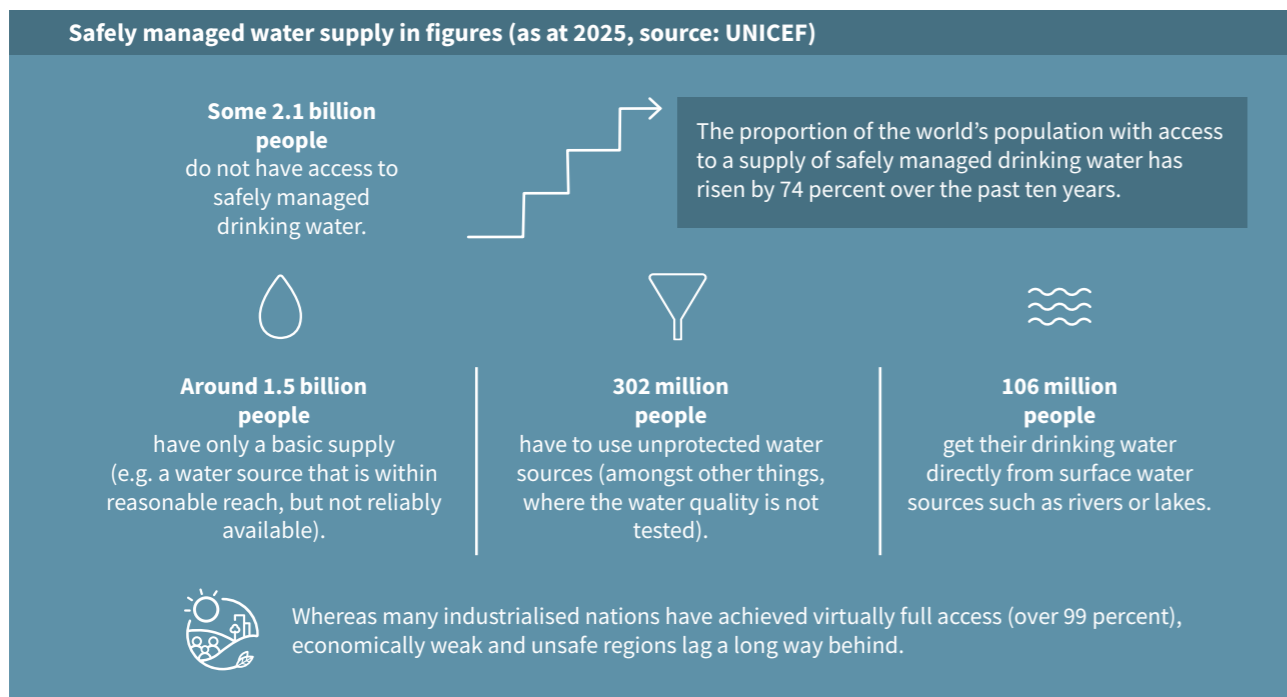 Safely managed water supply in figures (as at 2025, source: UNICEF)
Some 2.1 billion
people
do not have access to
safely managed
drinking water.
The proportion of the world’s population with access
to a supply of safely managed drinking water has
risen by 74 percent over the past ten years.
Around 1.5 billion
people
have only a basic supply
(e.g. a water source that is within
reasonable reach, but not reliably
available).
302 million
people
have to use unprotected water
sources (amongst other things,
where the water quality is not
tested).
106 million
people
get their drinking water
directly from surface water
sources such as rivers or lakes.
Whereas many industrialised nations have achieved virtually full access (over 99 percent),
economically weak and unsafe regions lag a long way behind.